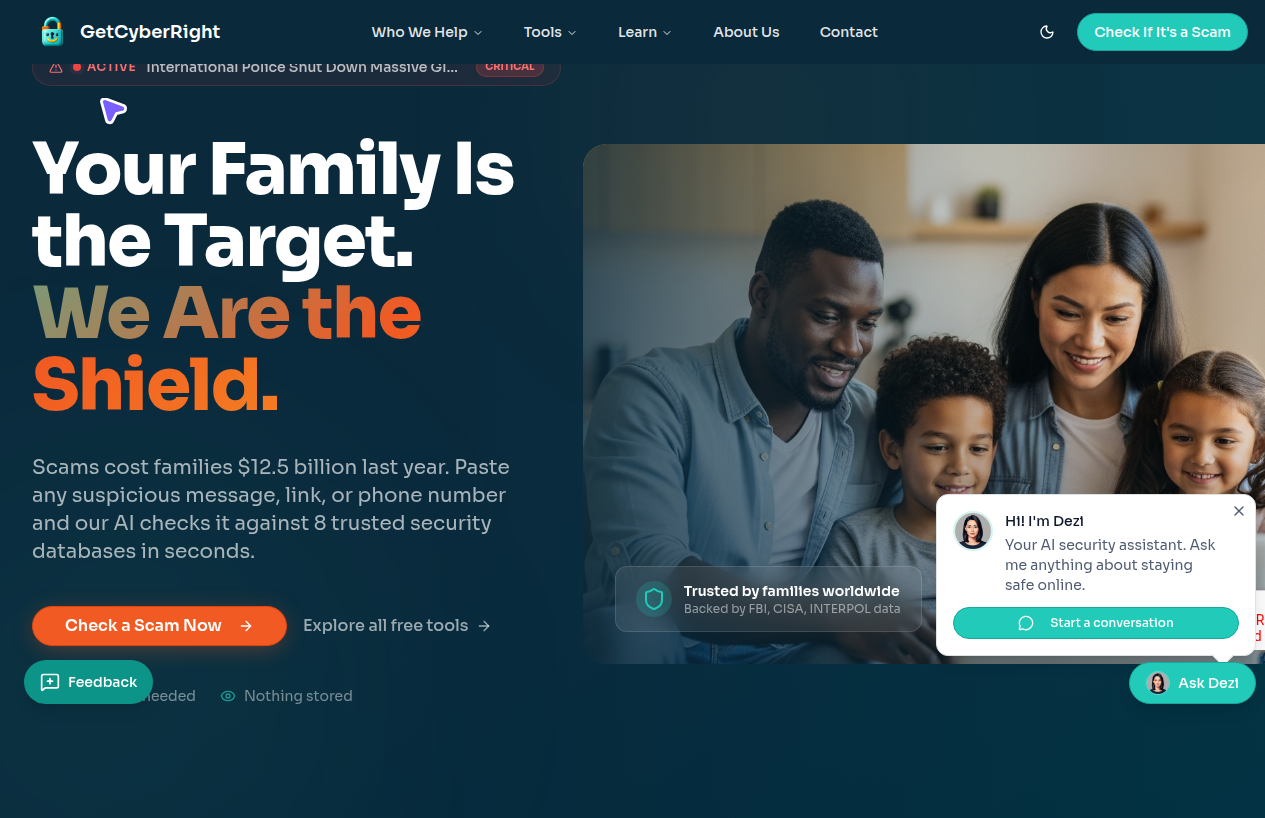 GetCyberRight
Who We Help
Tools
Learn
About Us
Contact
Check If It's a Scam
ACTIVE
International Police Shut Down Massive Gl...
CRITICAL
Your Family Is
the Target.
We Are the
Shield.
Scams cost families $12.5 billion last year. Paste
any suspicious message, link, or phone number
and our AI checks it against 8 trusted security
databases in seconds.
Check a Scam Now
Explore all free tools
Feedback
needed
Nothing stored
Trusted by families worldwide
Backed by FBI, CISA, INTERPOL data
Hi! I'm Dezi
Your AI security assistant. Ask
me anything about staying
safe online.
Start a conversation
Ask Dezi